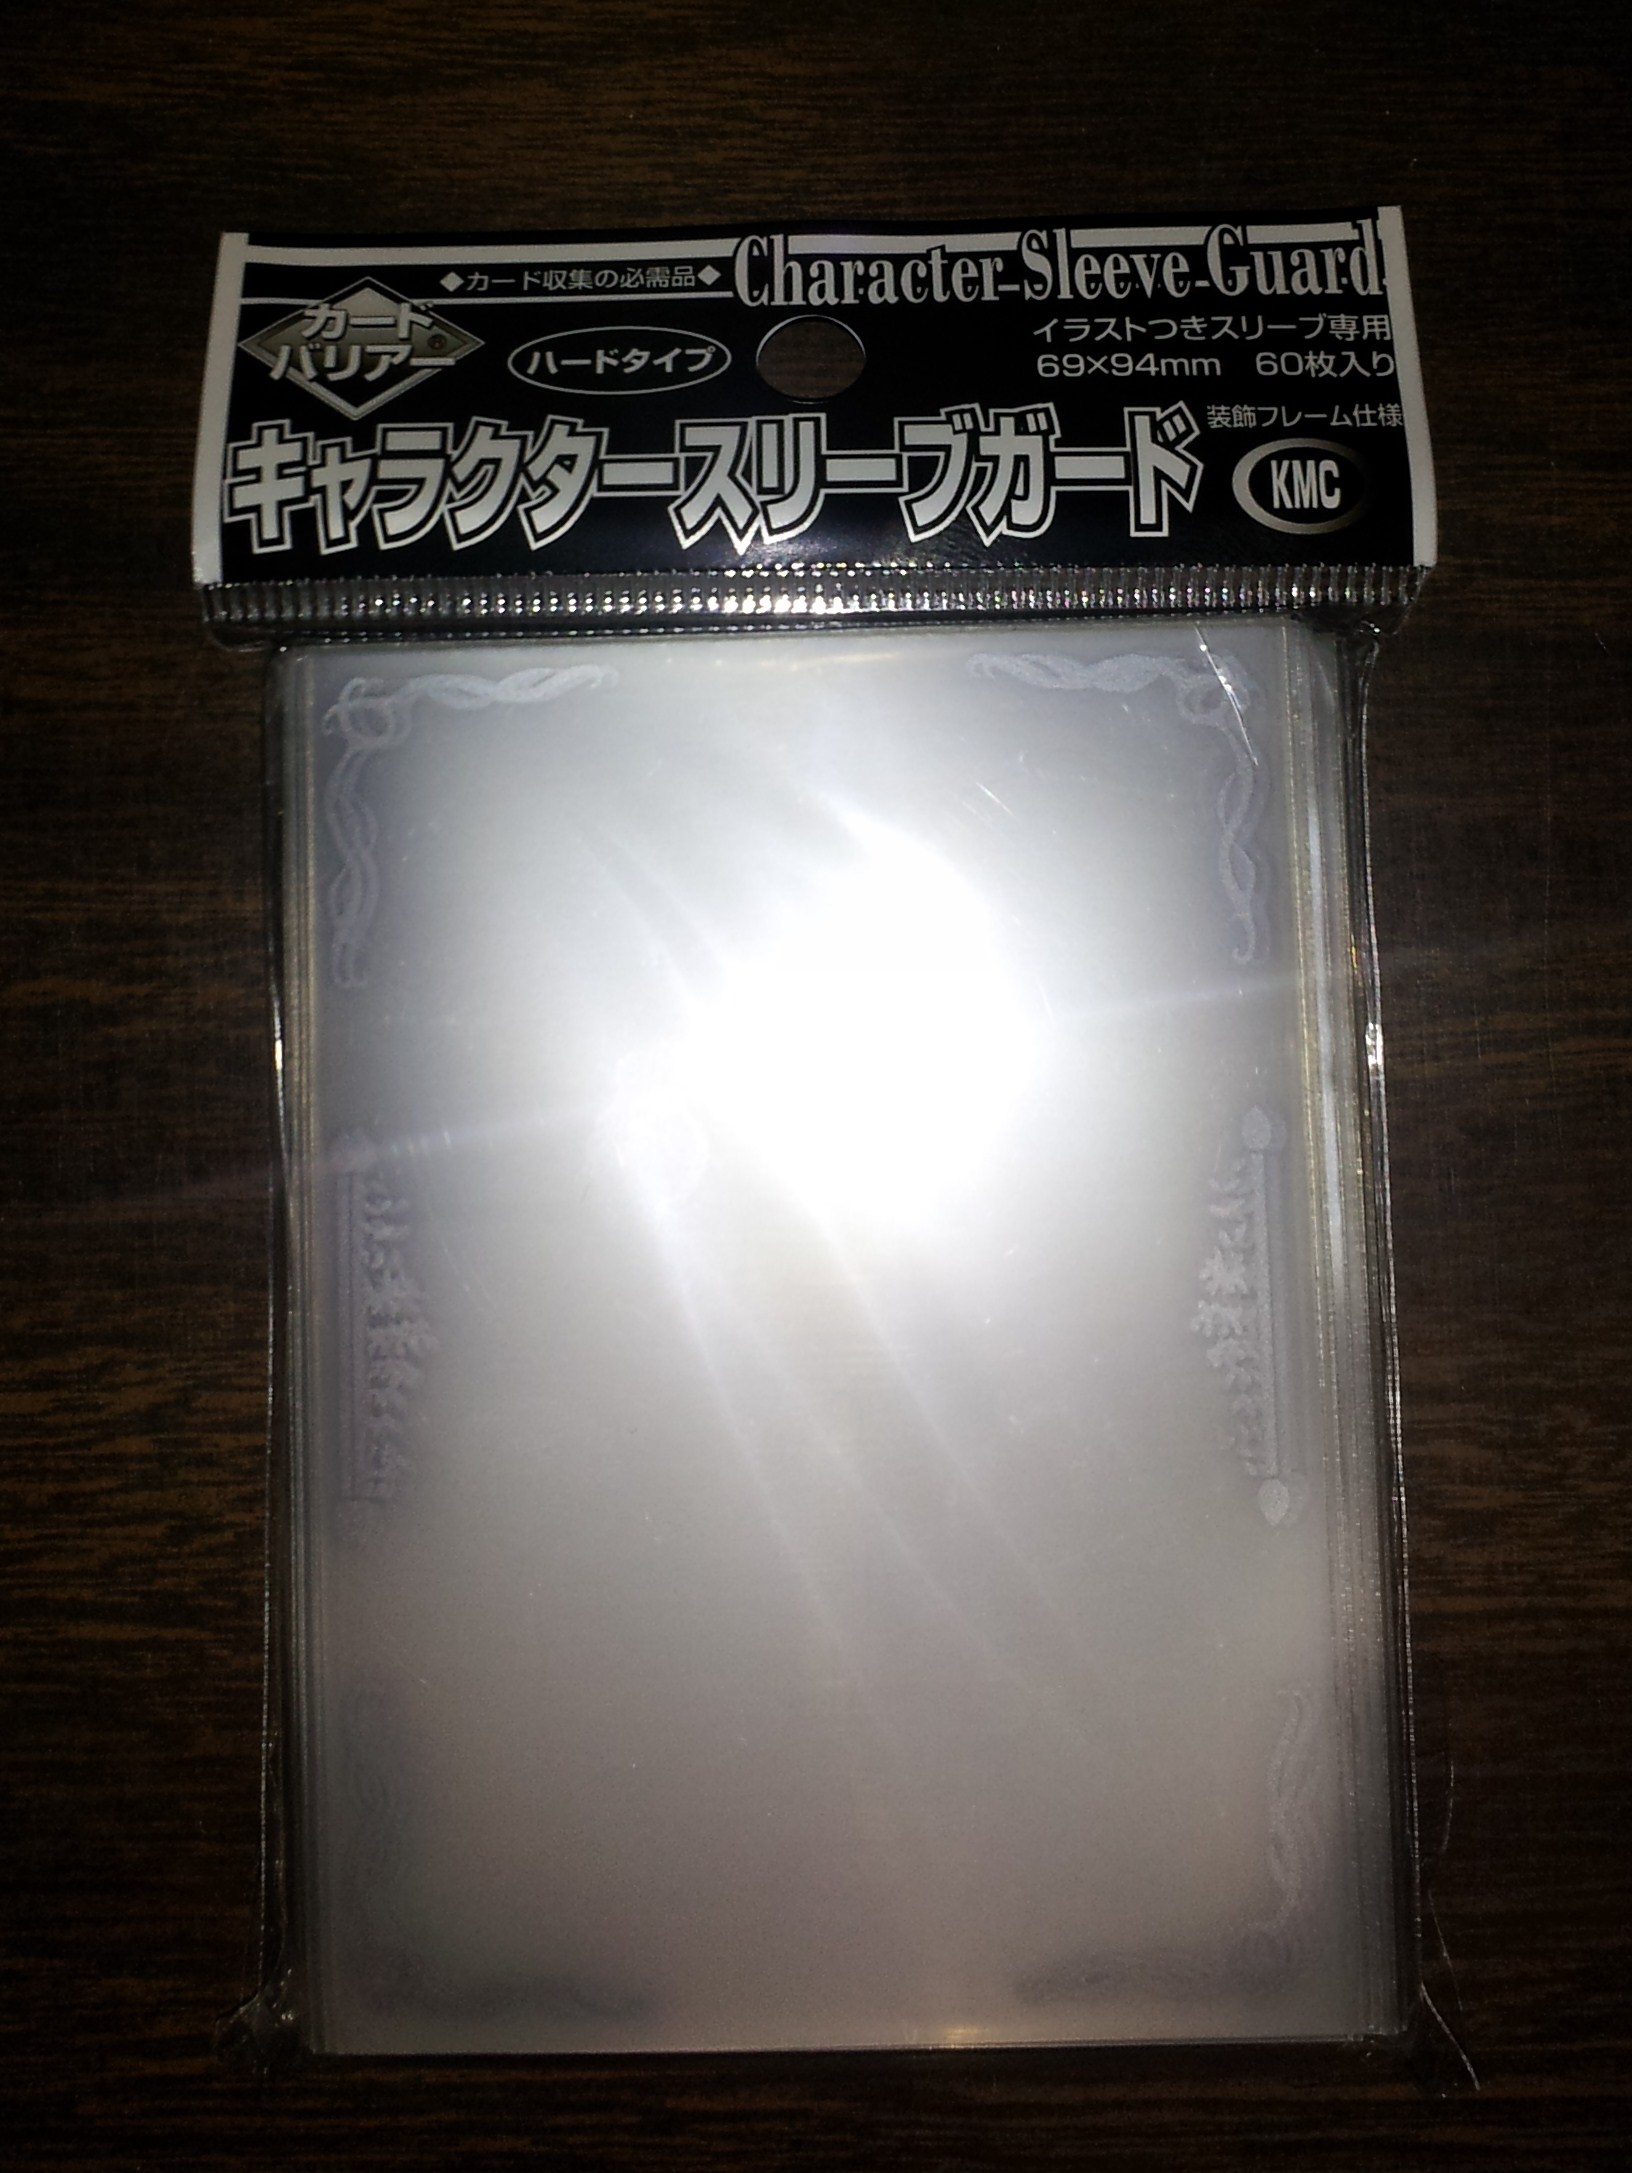 ◆カード収集の必需品◆ Character Sleeve Guard
カード
バリアー®
ハードタイプ
イラストつきスリーブ専用
69×94mm 60枚入り
装飾フレーム仕様
キャラクタースリーブガード
KMC